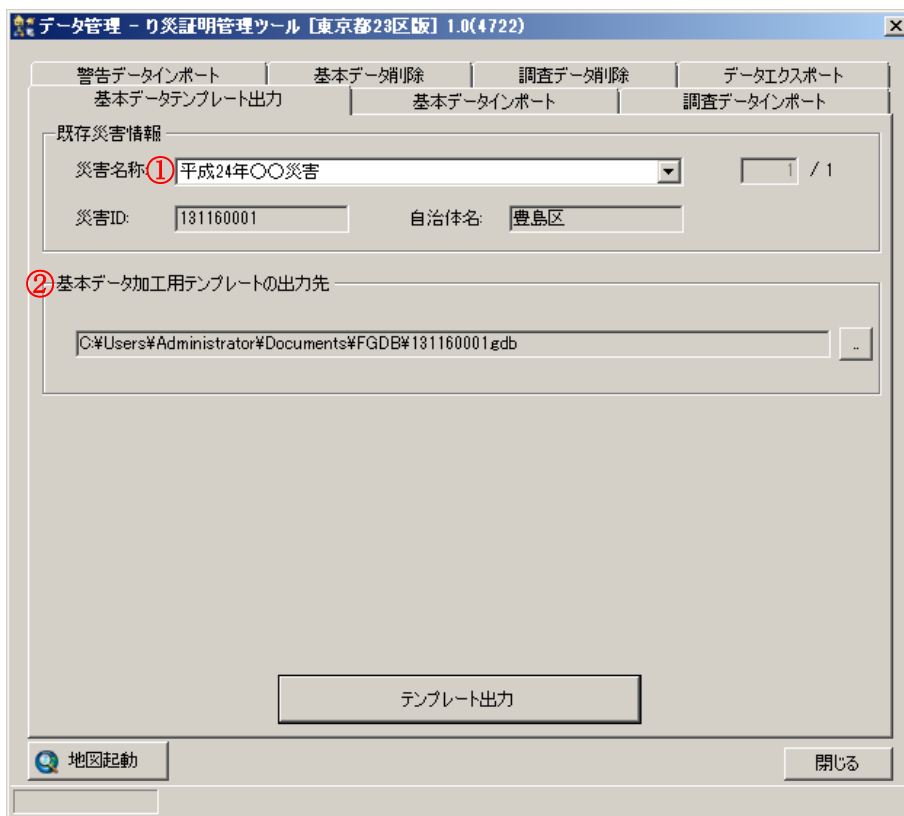 データ管理 - り災証明管理ツール [東京都23区版] 1.0(4722)
警告データインポート 基本データ削除 調査データ削除 データエクスポート
基本データテンプレート出力 基本データインポート 調査データインポート
既存災害情報
災害名称: ① 平成24年〇〇災害 1 / 1
災害ID: 131160001 自治体名: 豊島区
② 基本データ加工用テンプレートの出力先
C:¥Users¥Administrator¥Documents¥FGDB¥131160001.gdb ..
テンプレート出力
地図起動 閉じる